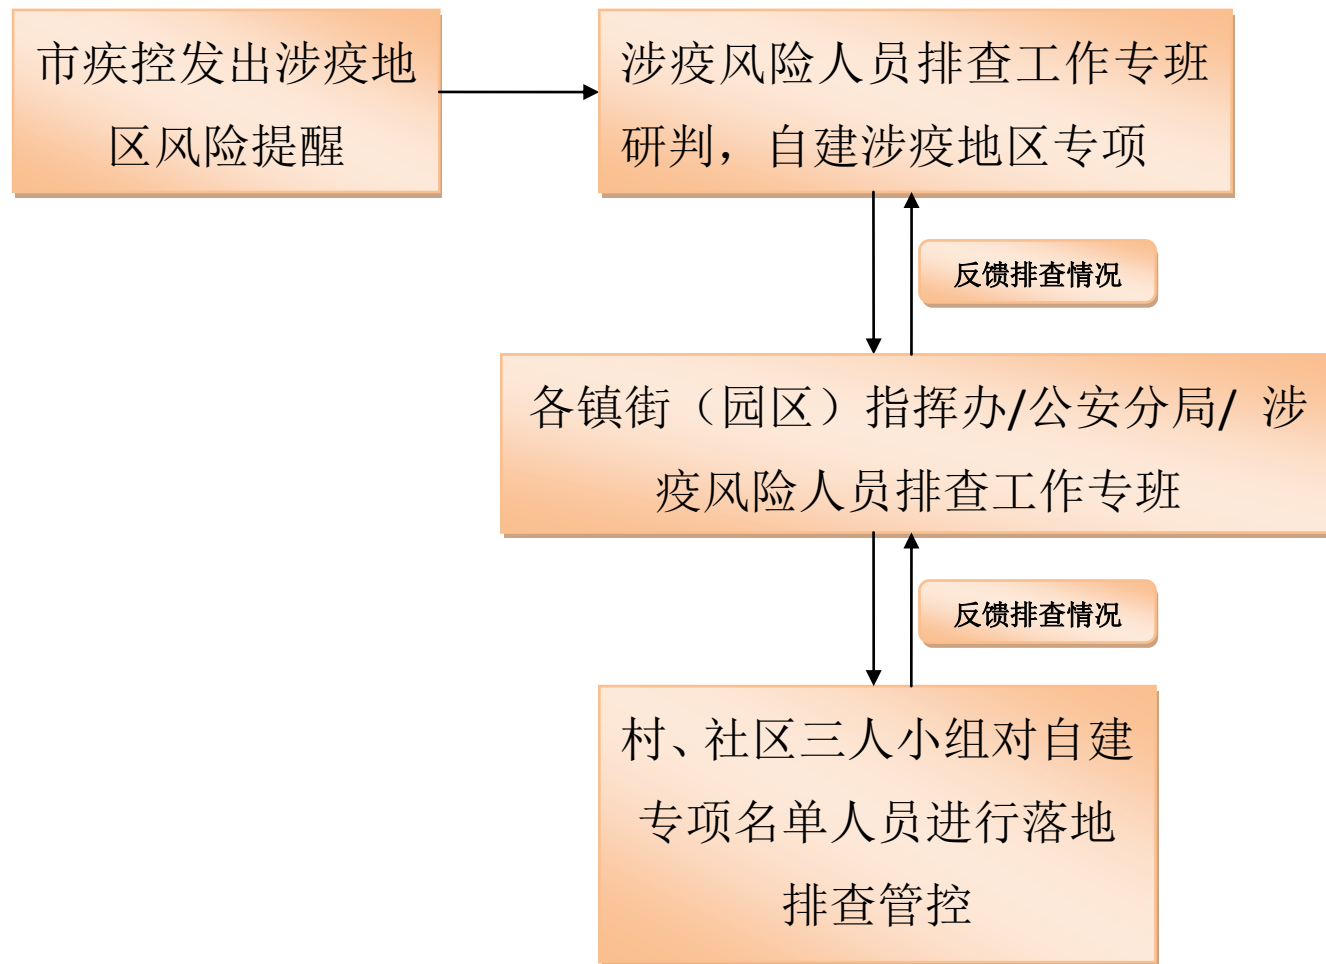 市疾控发出涉疫地
区风险提醒
涉疫风险人员排查工作专班
研判，自建涉疫地区专项
反馈排查情况
各镇街（园区）指挥办/公安分局/ 涉
疫风险人员排查工作专班
反馈排查情况
村、社区三人小组对自建
专项名单人员进行落地
排查管控